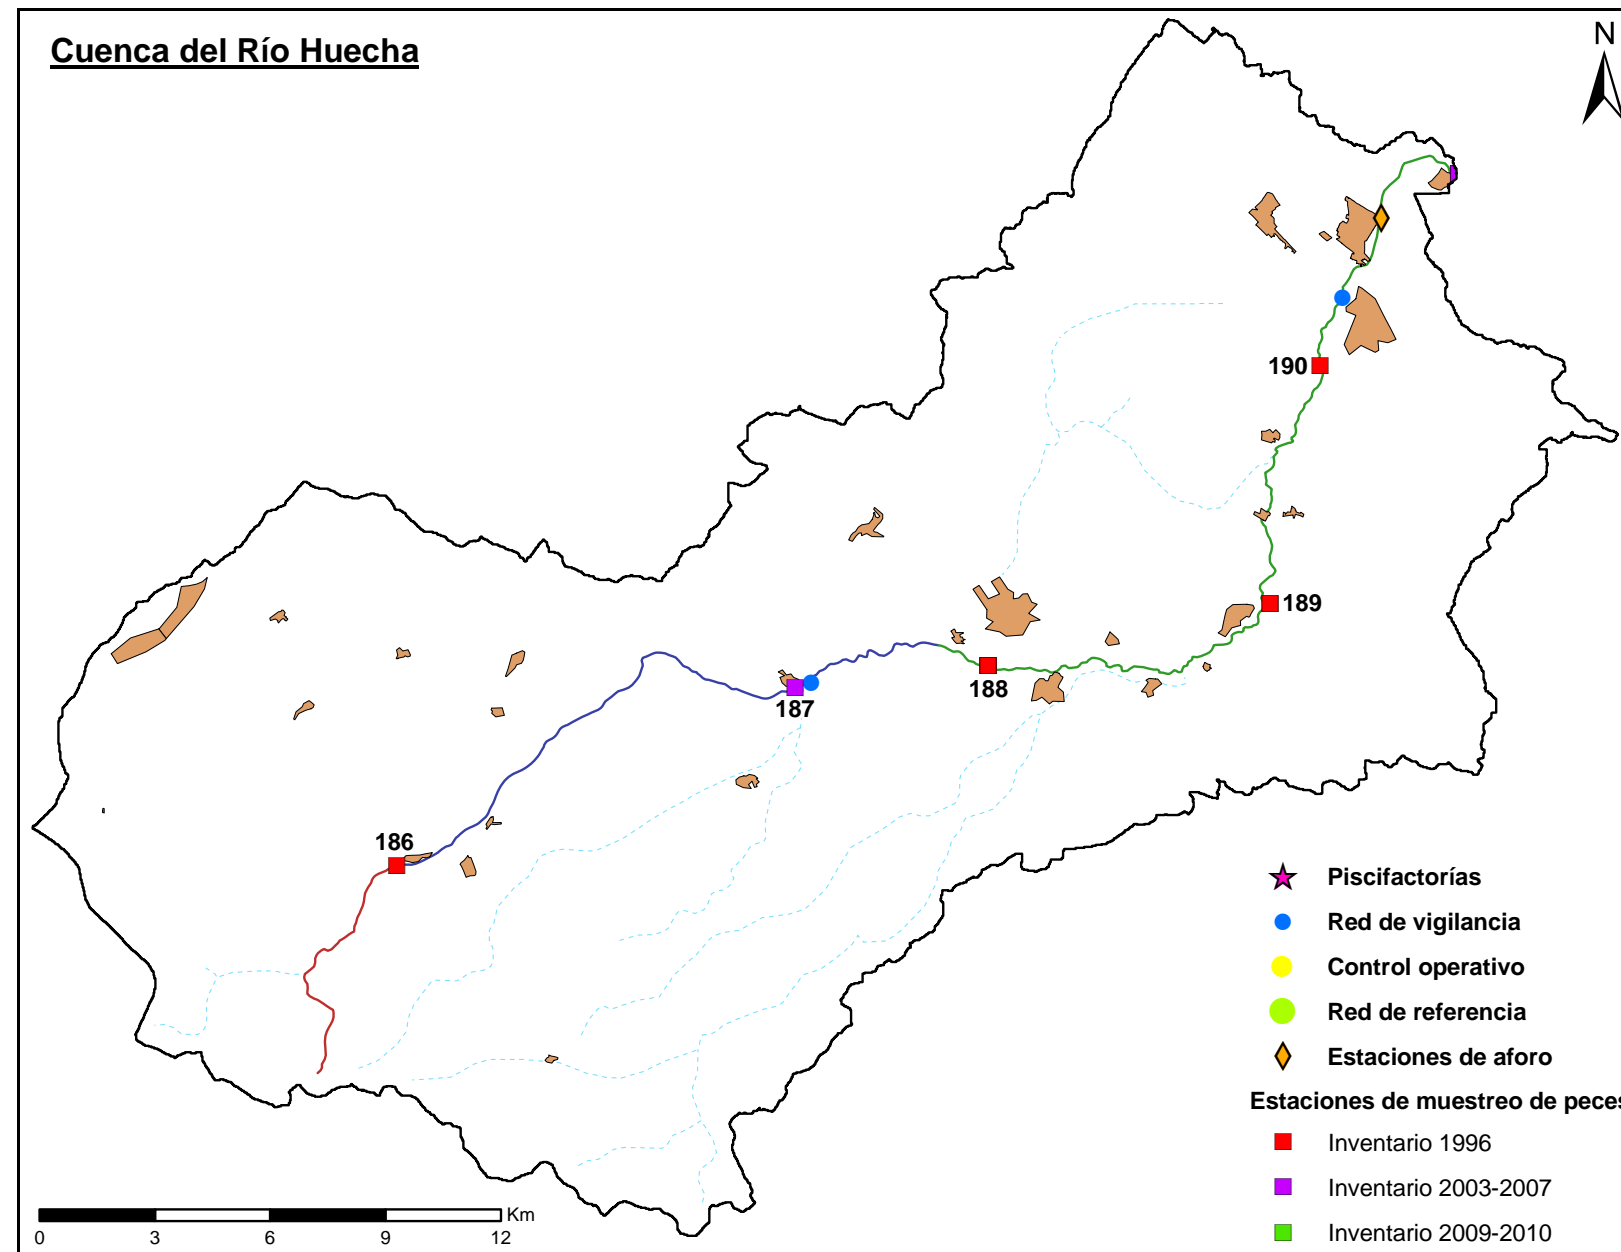 Cuenca del Río Huecha
N
190
189
188
187
186
Piscifactorías
Red de vigilancia
Control operativo
Red de referencia
Estaciones de aforo
Estaciones de muestreo de peces
Inventario 1996
Inventario 2003-2007
Inventario 2009-2010
Km
0 3 6 9 12